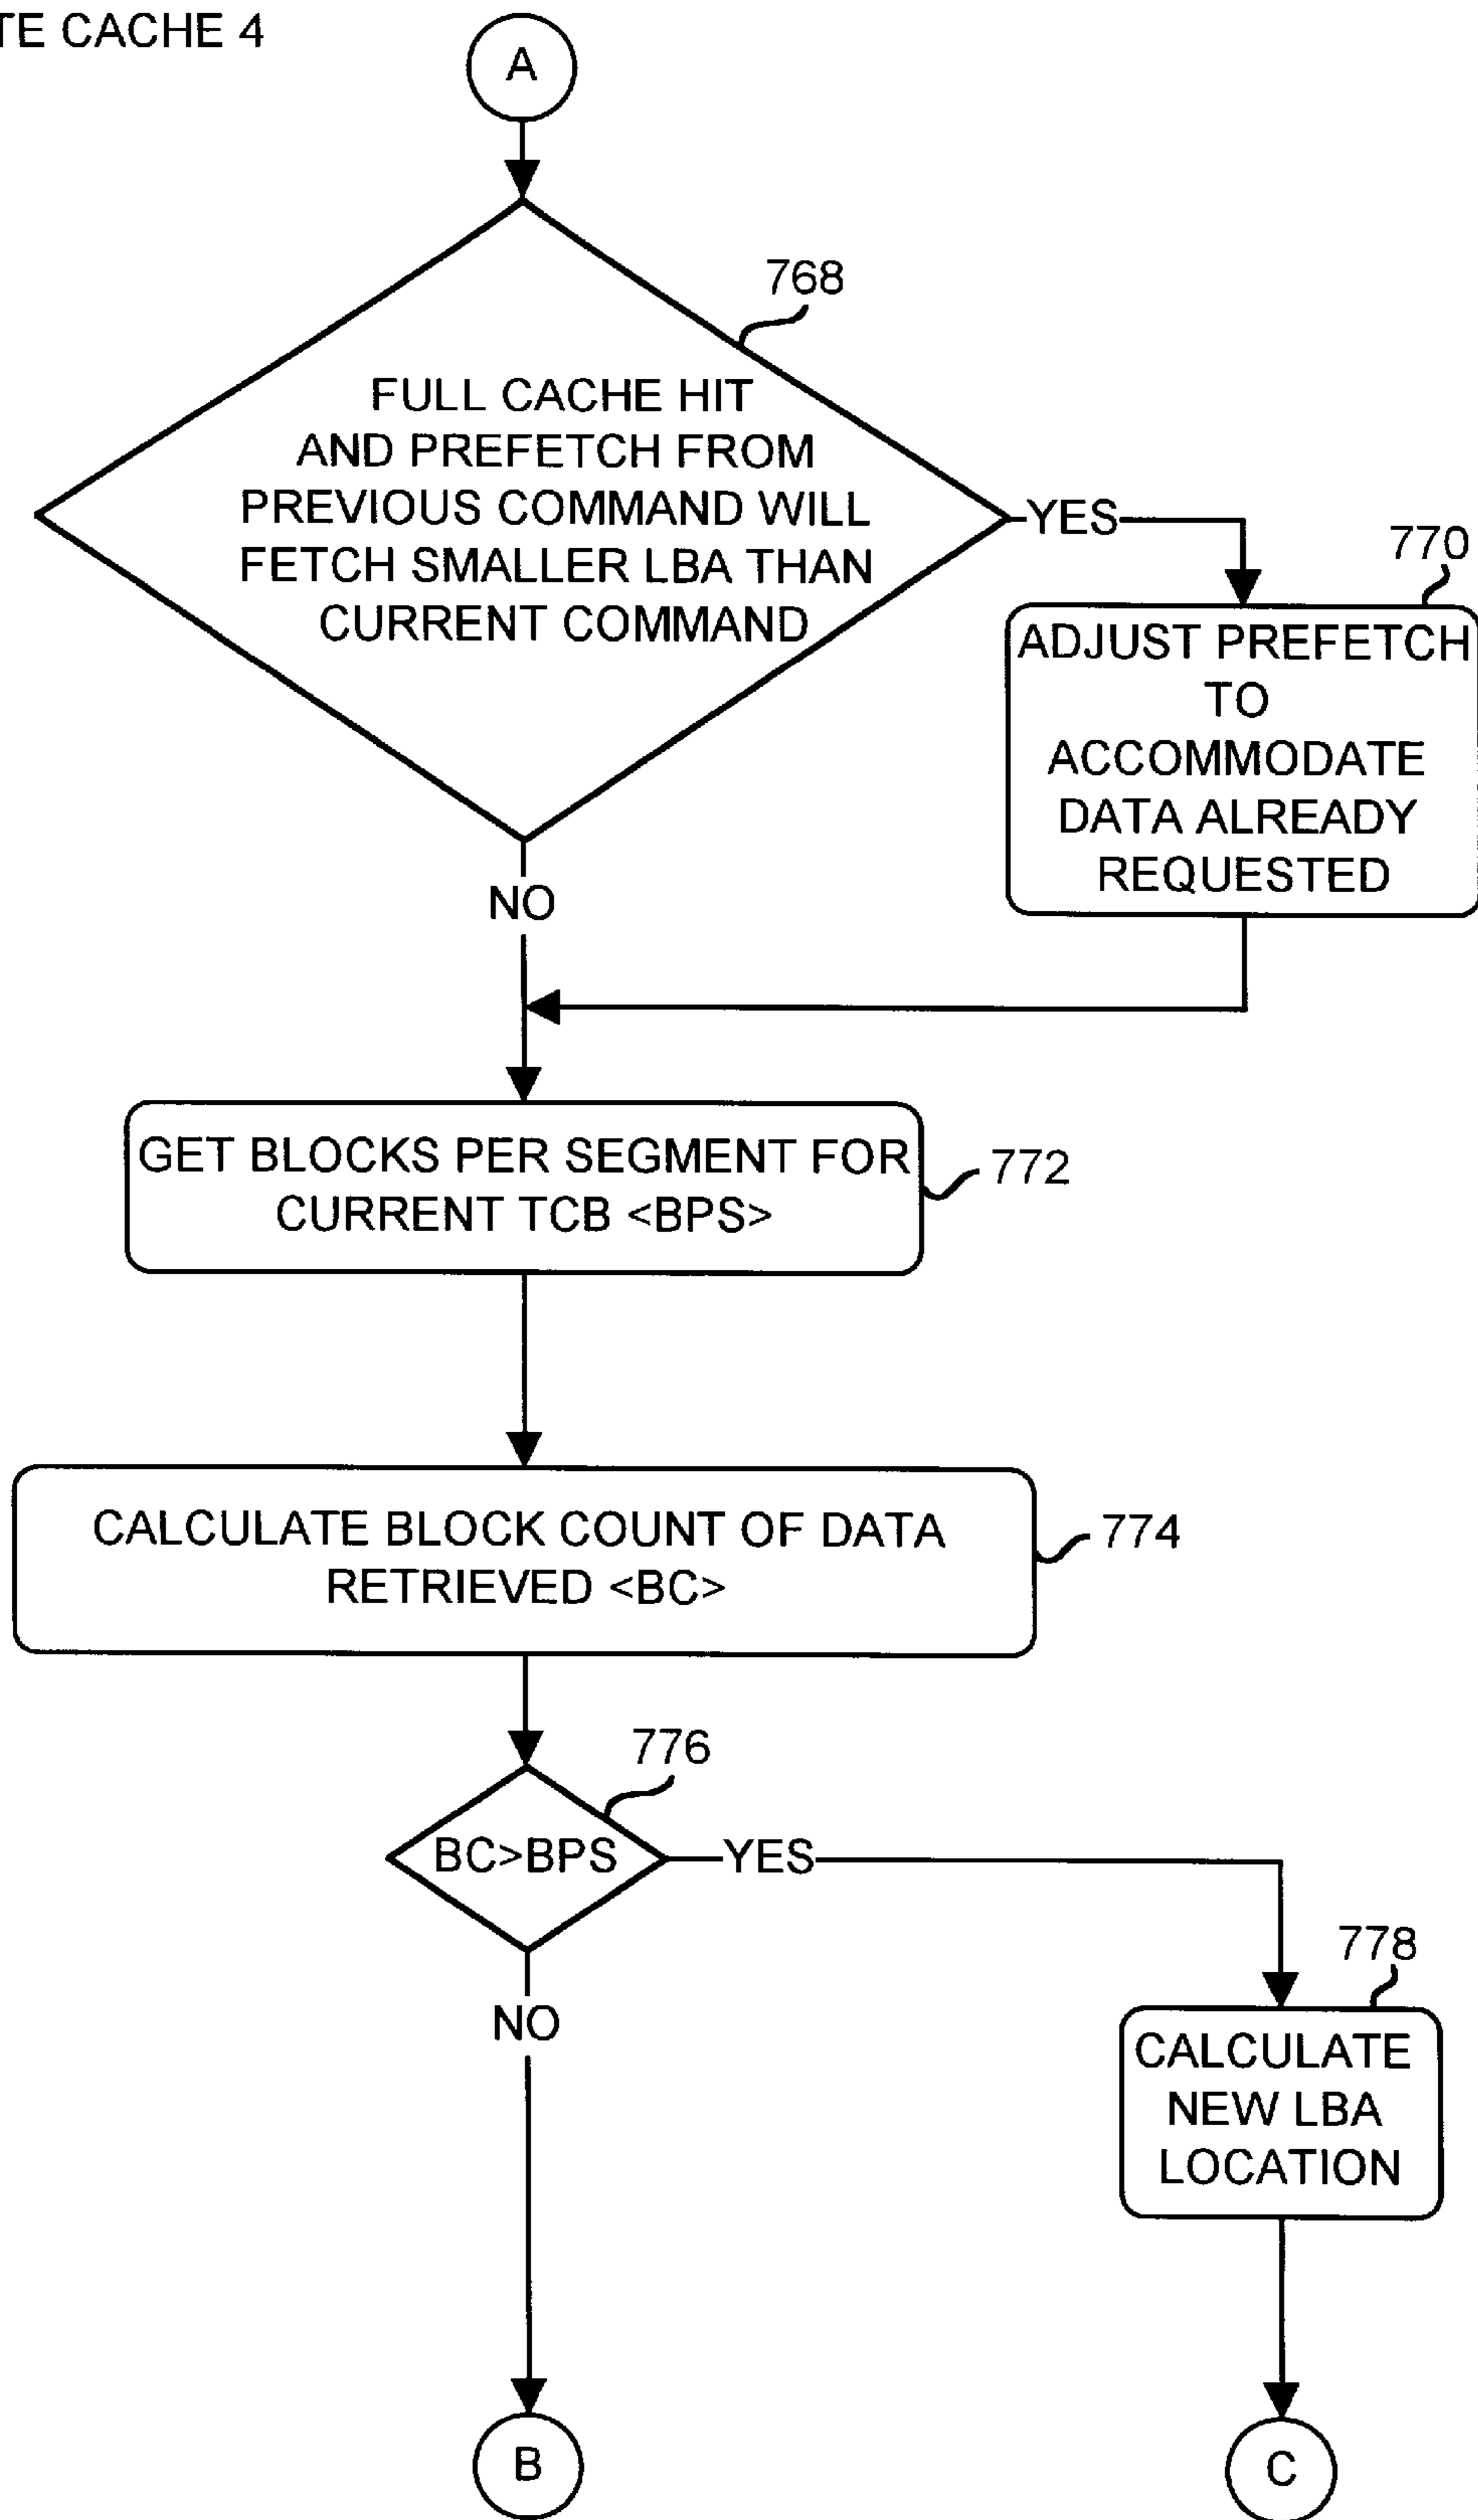 TE CACHE 4
A
768
FULL CACHE HIT
AND PREFETCH FROM
PREVIOUS COMMAND WILL
FETCH SMALLER LBA THAN
CURRENT COMMAND
YES
770
ADJUST PREFETCH
TO
ACCOMMODATE
DATA ALREADY
REQUESTED
NO
GET BLOCKS PER SEGMENT FOR
CURRENT TCB <BPS>
772
CALCULATE BLOCK COUNT OF DATA
RETRIEVED <BC>
774
776
BC>BPS
YES
778
NO
CALCULATE
NEW LBA
LOCATION
B
C